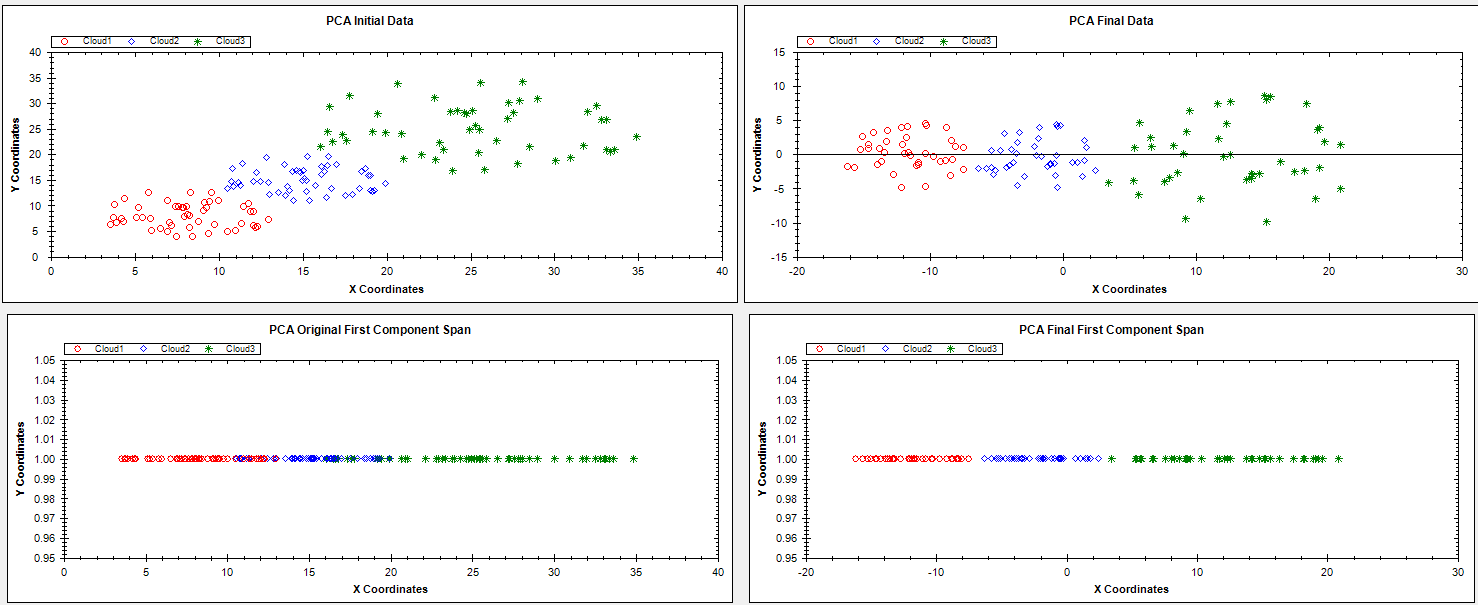 PCA Initial Data
Cloud1 Cloud2 Cloud3
Y Coordinates
40
35
30
25
20
15
10
5
0
0 5 10 15 20 25 30 35 40
X Coordinates
PCA Final Data
Cloud1 Cloud2 Cloud3
Y Coordinates
15
10
5
0
-5
-10
-15
-20 -10 0 10 20 30
X Coordinates
PCA Original First Component Span
Cloud1 Cloud2 Cloud3
Y Coordinates
1.05
1.04
1.03
1.02
1.01
1.00
0.99
0.98
0.97
0.96
0.95
0 5 10 15 20 25 30 35 40
X Coordinates
PCA Final First Component Span
Cloud1 Cloud2 Cloud3
Y Coordinates
1.05
1.04
1.03
1.02
1.01
1.00
0.99
0.98
0.97
0.96
0.95
-20 -10 0 10 20 30
X Coordinates